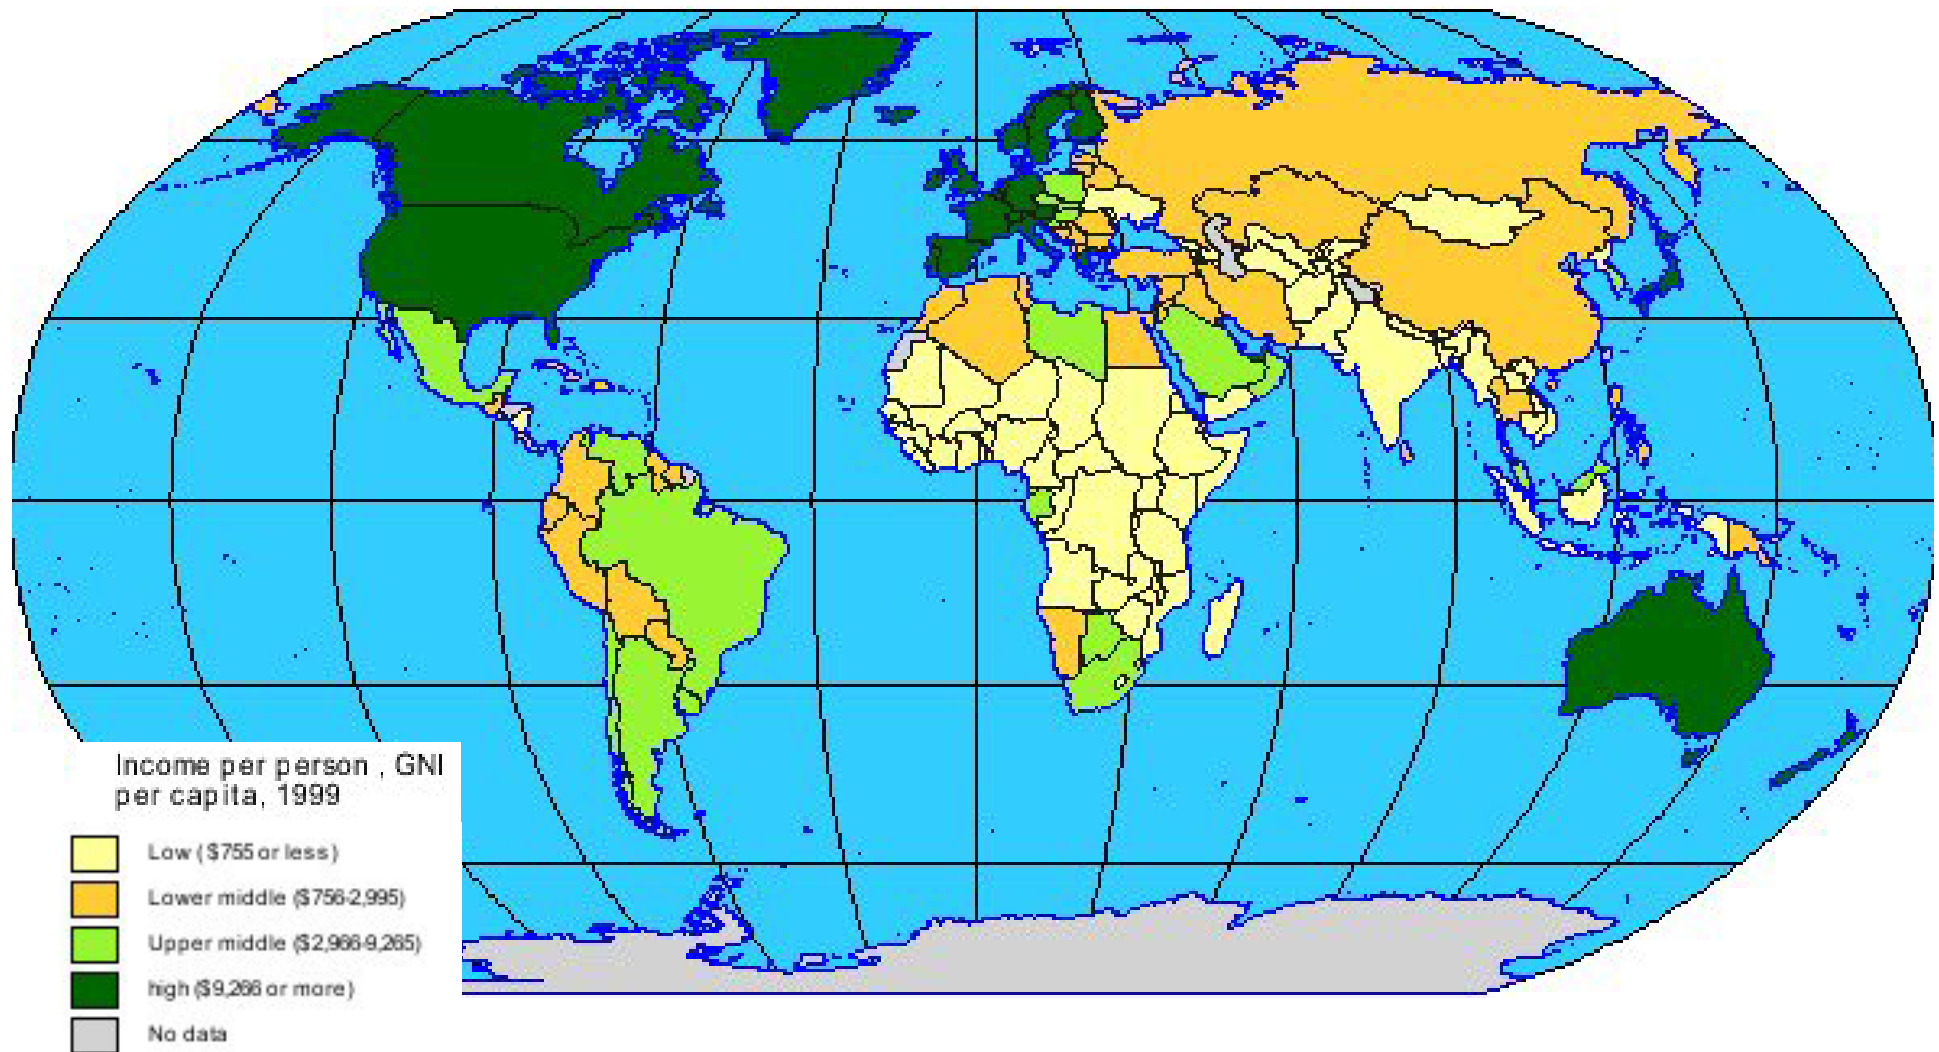 Income per person , GNI
per capita, 1999
Low ($755 or less)
Lower middle ($756-2,995)
Upper middle ($2,966-9,265)
high ($9,266 or more)
No data